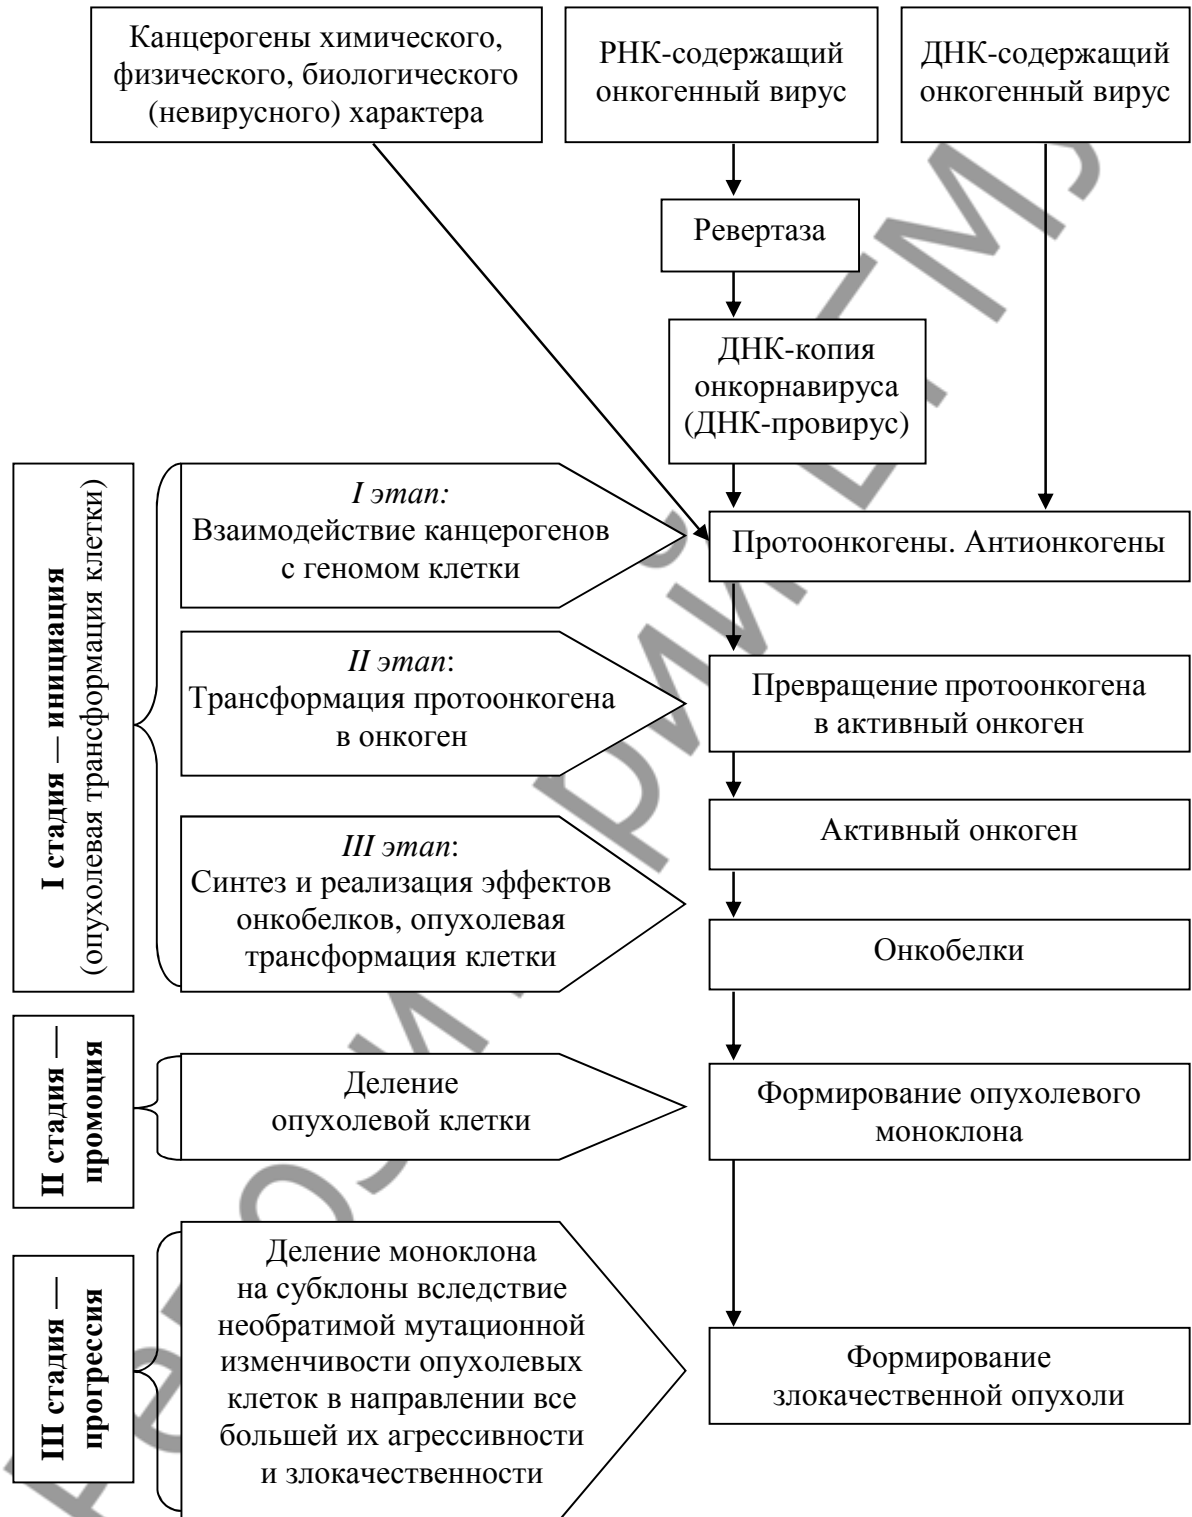 Канцерогены химического,
физического, биологического
(невирусного) характера
РНК-содержащий
онкогенный вирус
ДНК-содержащий
онкогенный вирус
Ревертаза
ДНК-копия
онкорнавируса
(ДНК-провирус)
I стадия — инициация
(опухолевая трансформация клетки)
I этап:
Взаимодействие канцерогенов
с геномом клетки
Протоонкогены. Антионкогены
II этап:
Трансформация протоонкогена
в онкоген
Превращение протоонкогена
в активный онкоген
III этап:
Синтез и реализация эффектов
онкобелков, опухолевая
трансформация клетки
Активный онкоген
Онкобелки
II стадия —
промоция
Деление
опухолевой клетки
Формирование опухолевого
моноклона
III стадия —
прогрессия
Деление моноклона
на субклоны вследствие
необратимой мутационной
изменчивости опухолевых
клеток в направлении все
большей их агрессивности
и злокачественности
Формирование
злокачественной опухоли